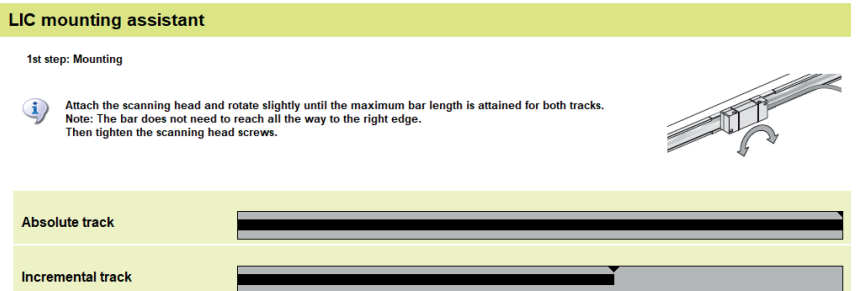 LIC mounting assistant
1st step: Mounting
Attach the scanning head and rotate slightly until the maximum bar length is attained for both tracks.
Note: The bar does not need to reach all the way to the right edge.
Then tighten the scanning head screws.
Absolute track
Incremental track